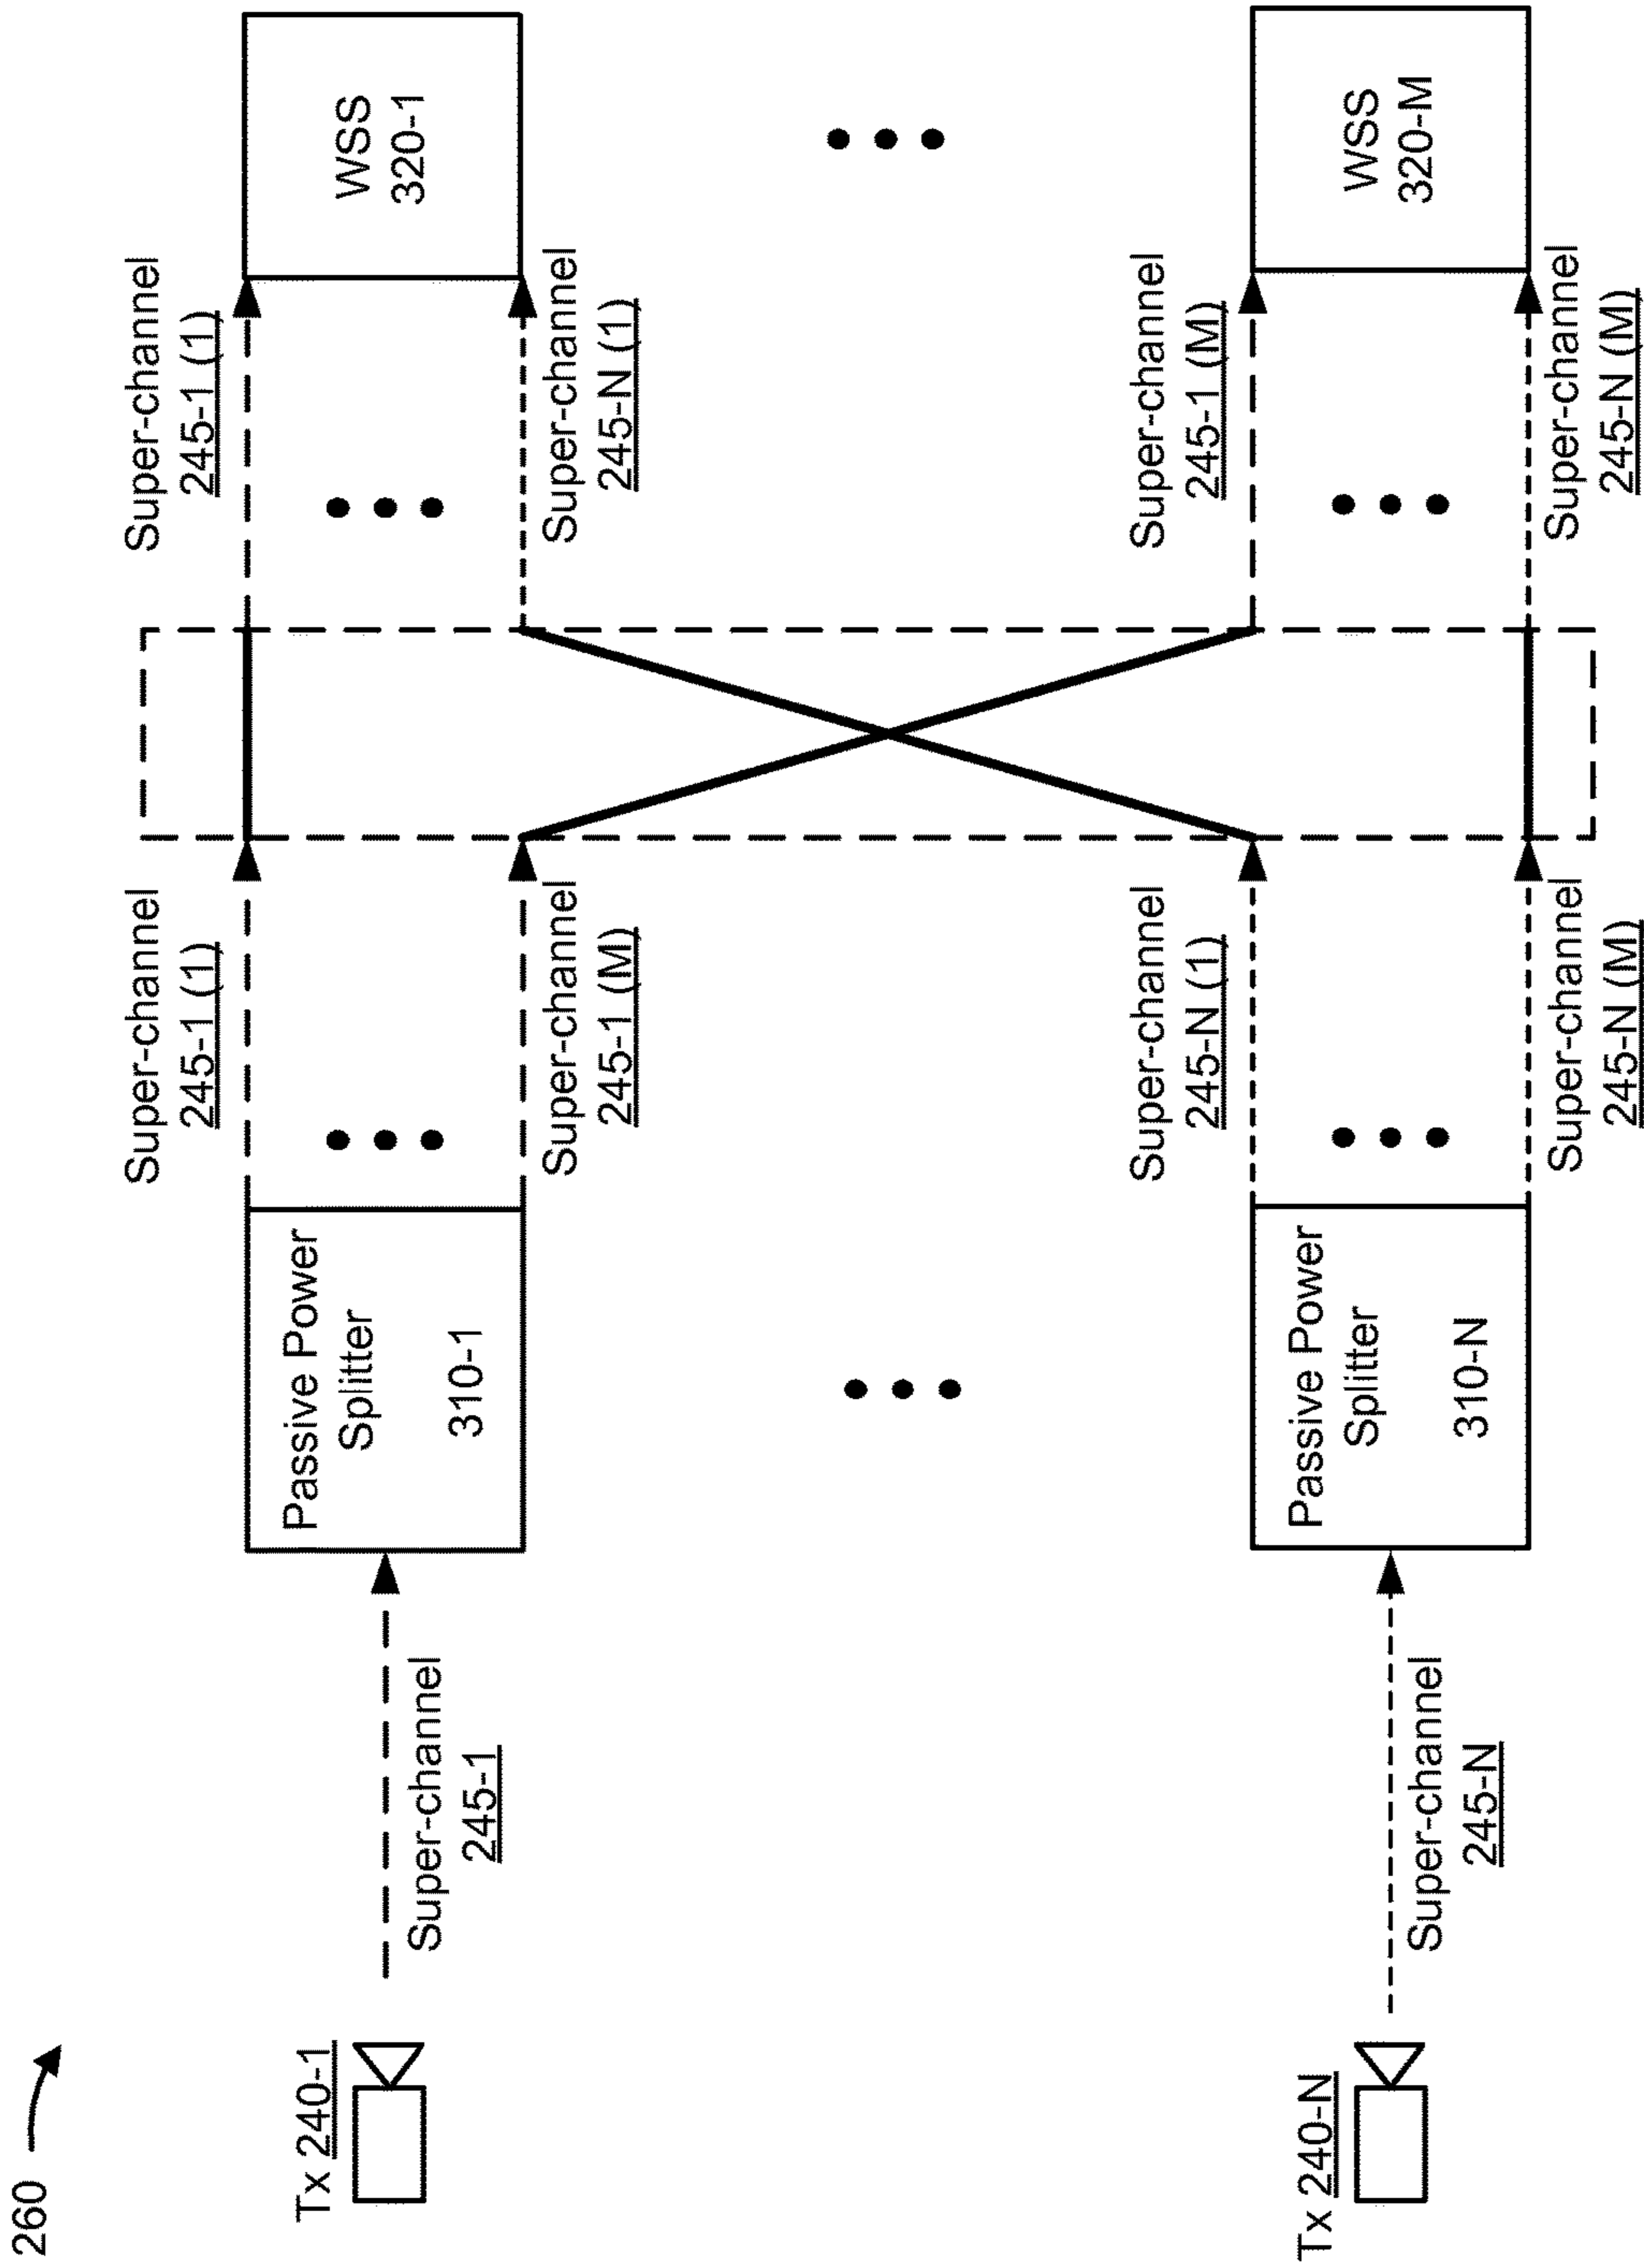 260
Tx 240-1
Super-channel
245-1
Passive Power
Splitter
310-1
Super-channel
245-1 (1)
Super-channel
245-1 (M)
Super-channel
245-1 (1)
Super-channel
245-N (1)
WSS
320-1
Tx 240-N
Super-channel
245-N
Passive Power
Splitter
310-N
Super-channel
245-N (1)
Super-channel
245-N (M)
Super-channel
245-1 (M)
Super-channel
245-N (M)
WSS
320-M